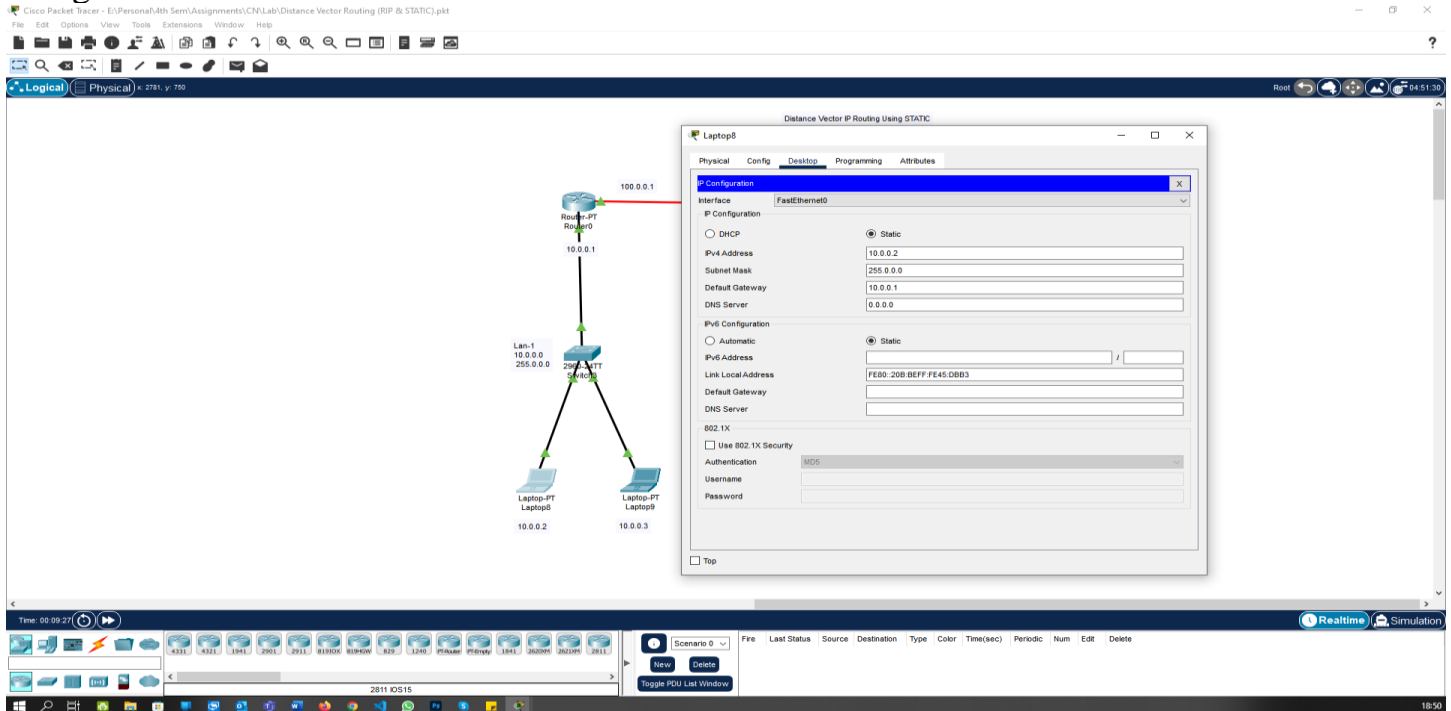 Cisco Packet Tracer - E:\Personal\4th Sem\Assignments\CN\Lab\Distance Vector Routing (RIP & STATIC).pkt
File Edit Options View Tools Extensions Window Help
?
Logical Physical x: 2781, y: 750
Root 04:51:30
Distance Vector IP Routing Using STATIC
Laptop8
Physical Config Desktop Programming Attributes
IP Configuration X
Interface FastEthernet0
IP Configuration
DHCP Static
IPv4 Address 10.0.0.2
Subnet Mask 255.0.0.0
Default Gateway 10.0.0.1
DNS Server 0.0.0.0
IPv6 Configuration
Automatic Static
IPv6 Address /
Link Local Address FE80::20B:BEFF:FE45:DBB3
Default Gateway
DNS Server
802.1X
Use 802.1X Security
Authentication MD5
Username
Password
Top
100.0.0.1
Router-PT
Router0
10.0.0.1
Lan-1
10.0.0.0
255.0.0.0
2960-24TT
Laptop-PT
Laptop8
10.0.0.2
Laptop-PT
Laptop9
10.0.0.3
Time: 00:09:27
Realtime Simulation
4331 4321 1941 2901 2911 819IOX 819HGW 829 1240 PT-Router PT-Empty 1841 2620XM 2621XM 2811
2811 IOS15
Scenario 0
New Delete
Toggle PDU List Window
Fire Last Status Source Destination Type Color Time(sec) Periodic Num Edit Delete
18:50